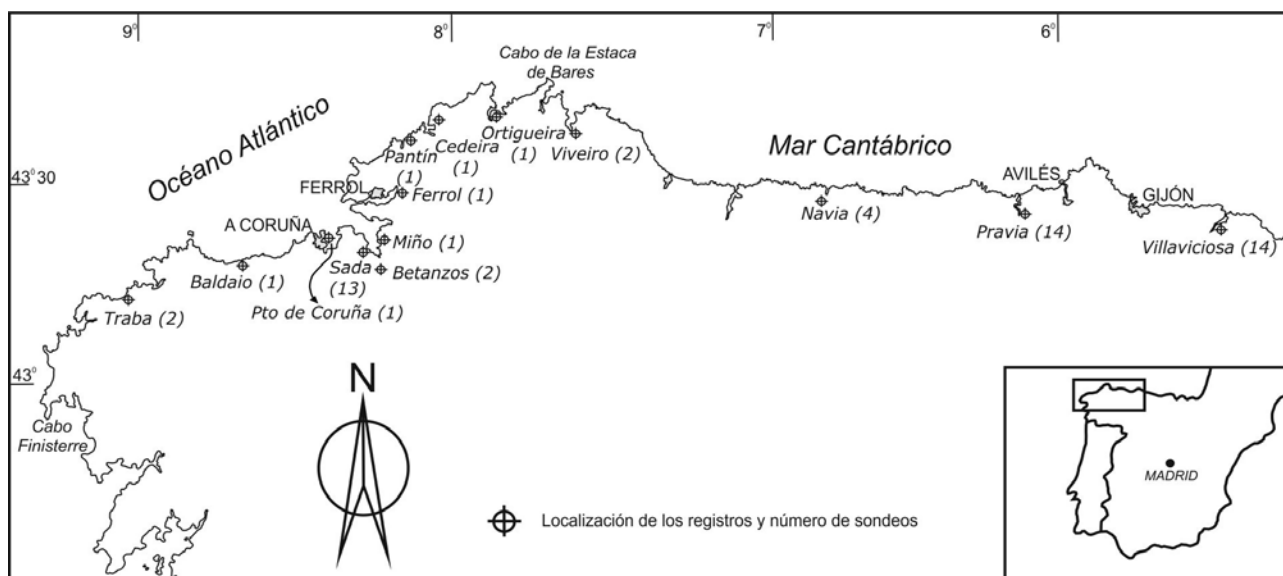 9°
8°
7°
6°
Cabo de la Estaca
de Bares
Océano Atlántico
Mar Cantábrico
Ortigueira
(1)
Cedeira
(1)
Viveiro (2)
Pantín
(1)
43° 30
FERROL
Ferrol (1)
AVILÉS
GIJÓN
Navia (4)
Pravia (14)
Villaviciosa (14)
A CORUÑA
Miño (1)
Sada
(13)
Betanzos (2)
Baldaio (1)
Pto de Coruña (1)
Traba (2)
43°
N
Cabo
Finisterre
MADRID
Localización de los registros y número de sondeos